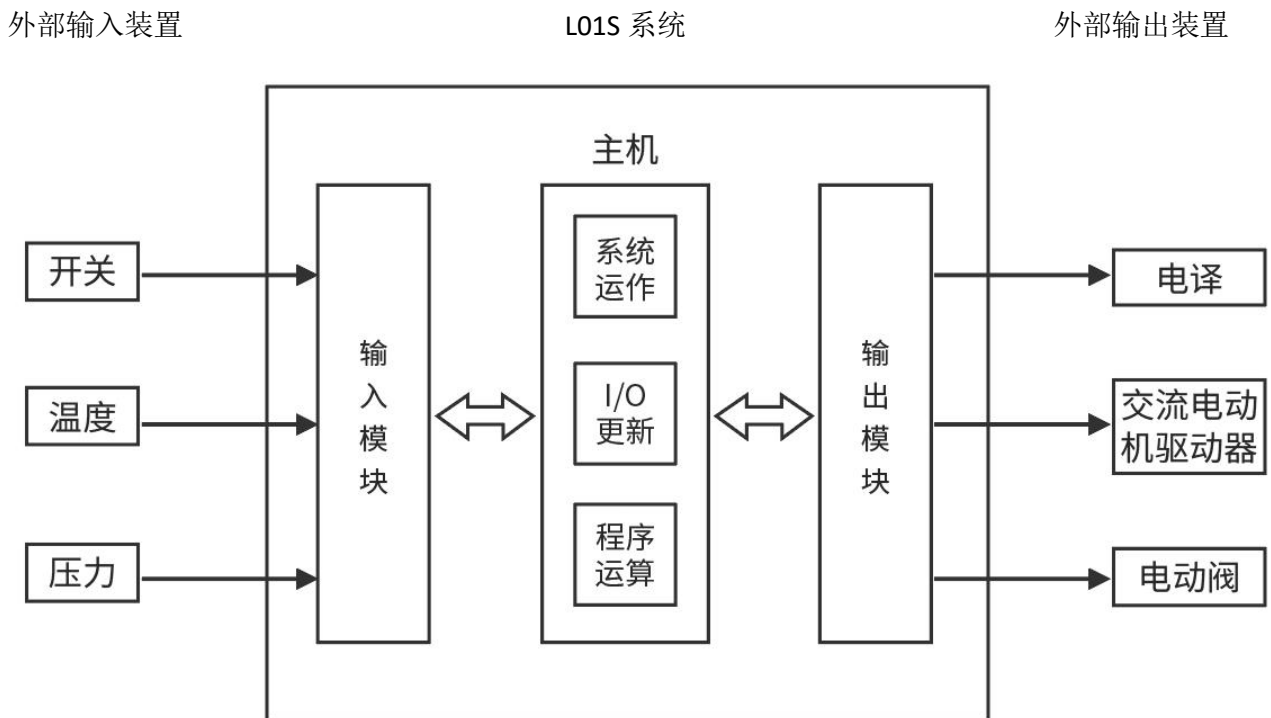 外部输入装置
L01S 系统
外部输出装置
主机
开关
温度
压力
输
入
模
块
系统
运作
I/O
更新
程序
运算
输
出
模
块
电译
交流电动
机驱动器
电动阀